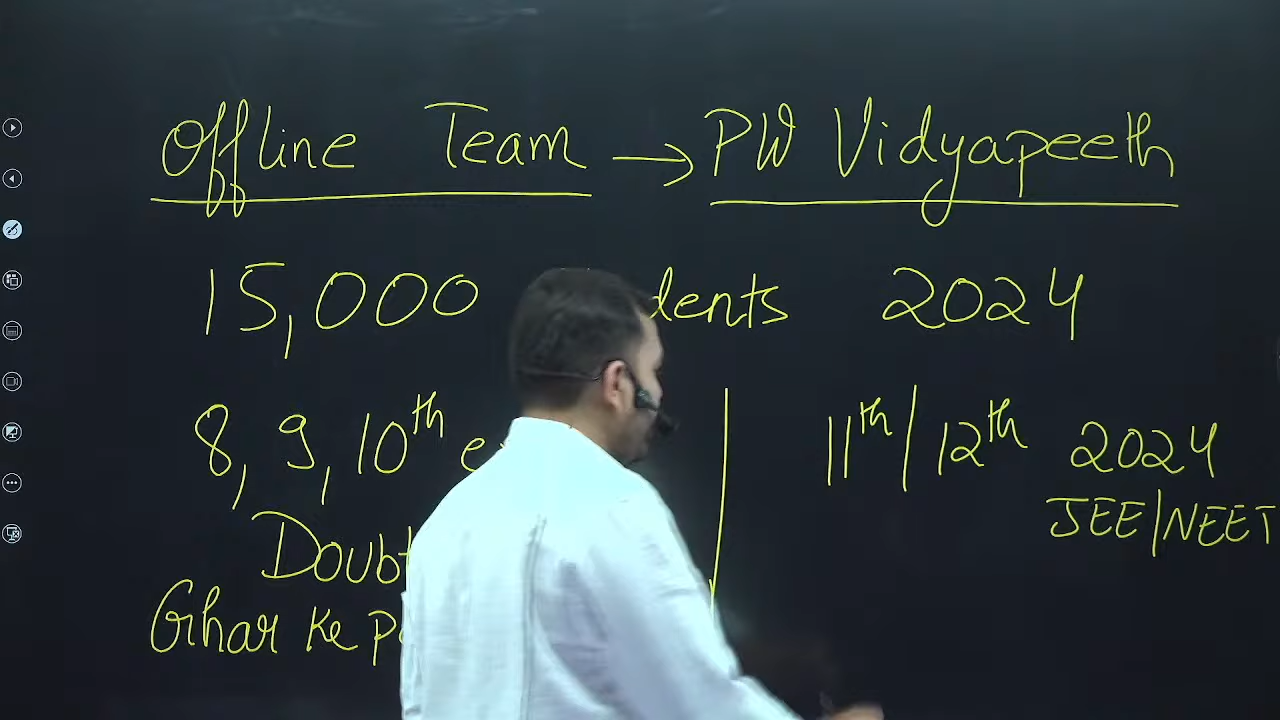 Offline Team → PW Vidyapeeth
15,000 dents 2024
8, 9, 10th
11th/12th 2024
JEE/NEET
Doubt
Ghar Ke